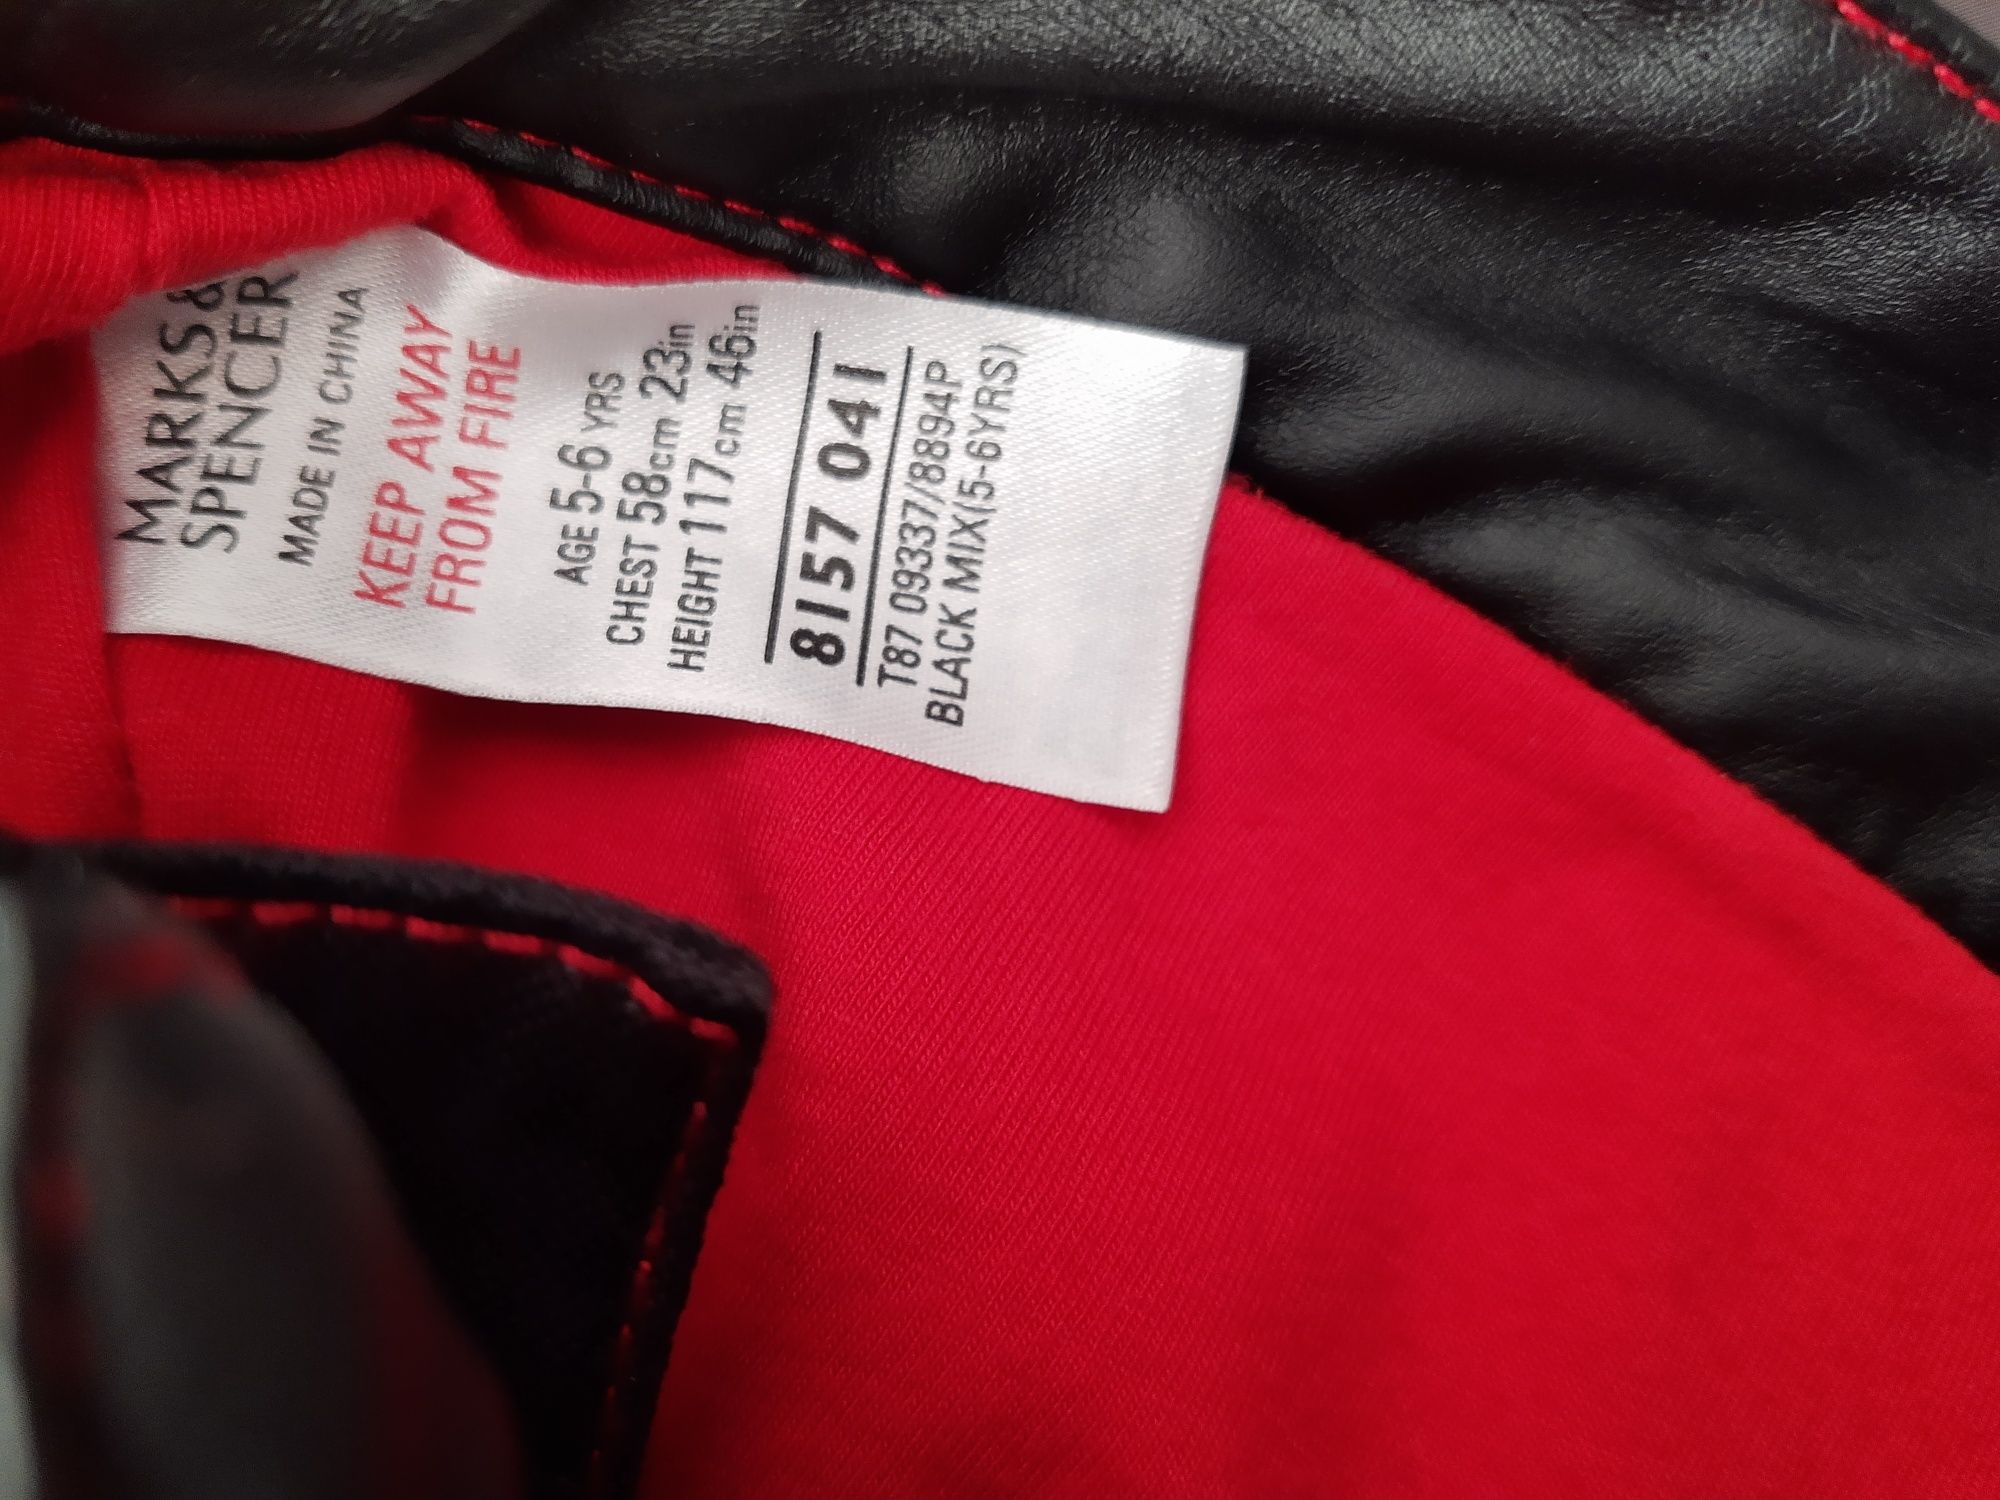 MARKS&
SPENCER
MADE IN CHINA
KEEP AWAY
FROM FIRE
AGE 5-6 YRS
CHEST 58cm 23in
HEIGHT 117cm 46in
8157 041
T87 09337/8894P
BLACK MIX(5-6YRS)